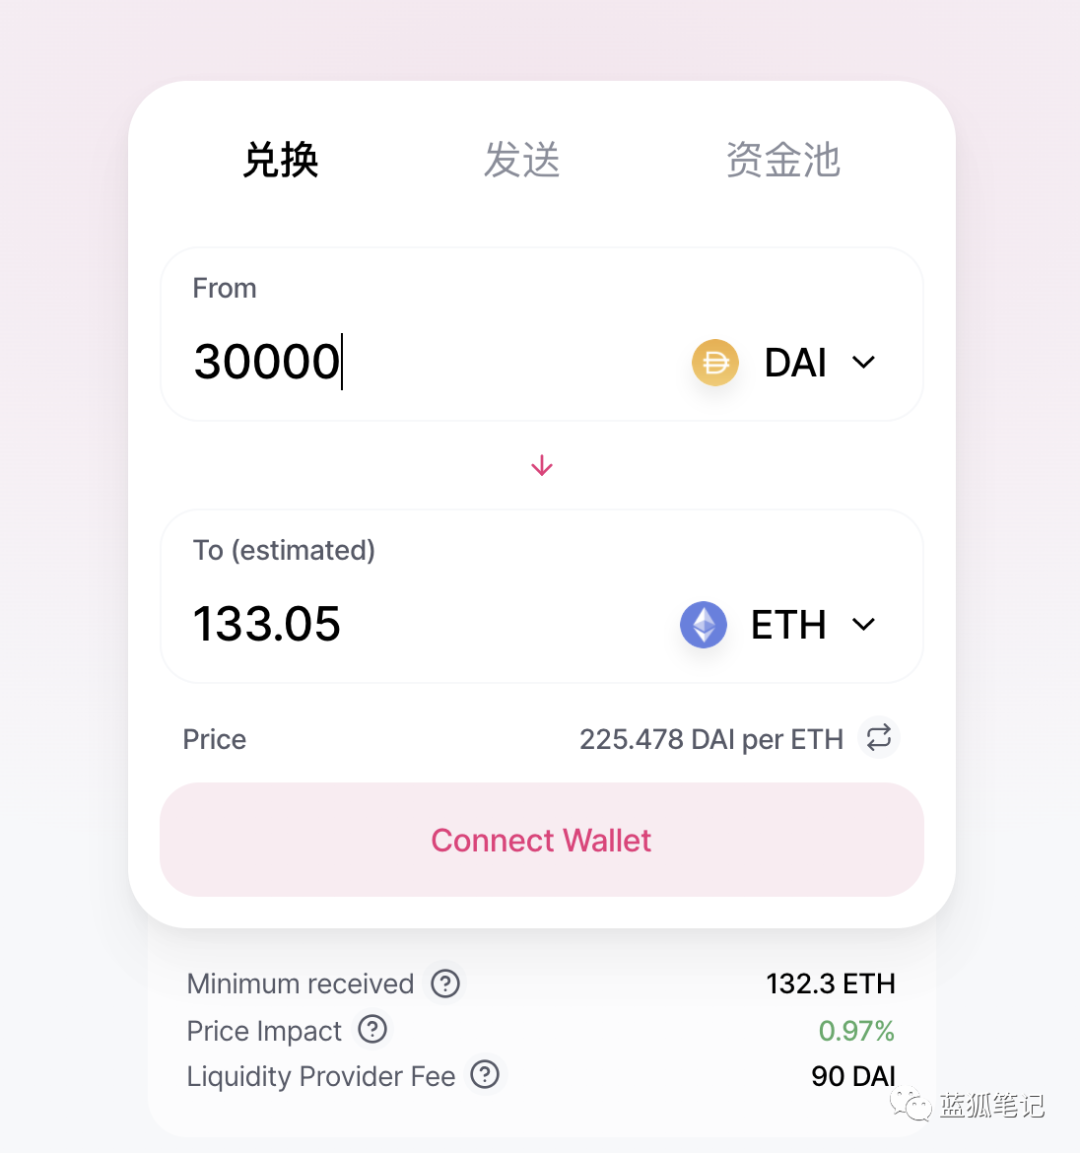 兑换 发送 资金池
From
30000 DAI
To (estimated)
133.05 ETH
Price 225.478 DAI per ETH
Connect Wallet
Minimum received ? 132.3 ETH
Price Impact ? 0.97%
Liquidity Provider Fee ? 90 DAI
蓝狐笔记